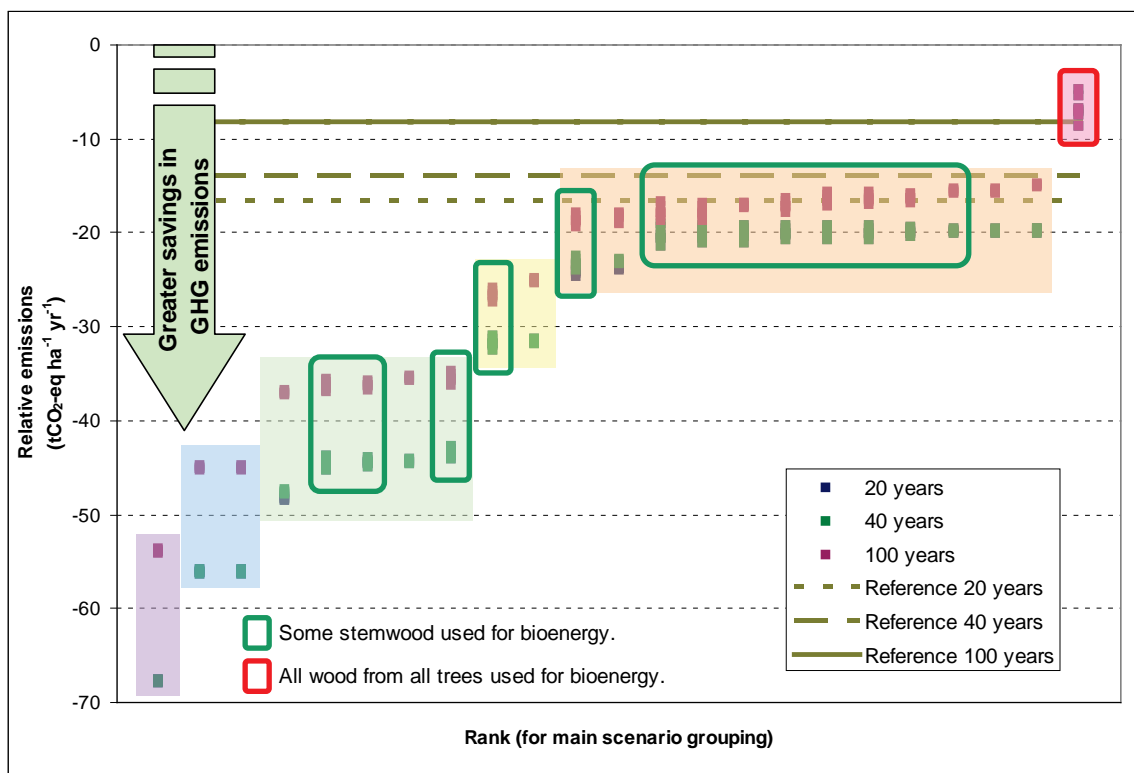 0
-10
-20
-30
-40
-50
-60
-70
Relative emissions
(tCO₂-eq ha⁻¹ yr⁻¹)
Greater savings in
GHG emissions
Some stemwood used for bioenergy.
All wood from all trees used for bioenergy.
20 years
40 years
100 years
Reference 20 years
Reference 40 years
Reference 100 years
Rank (for main scenario grouping)